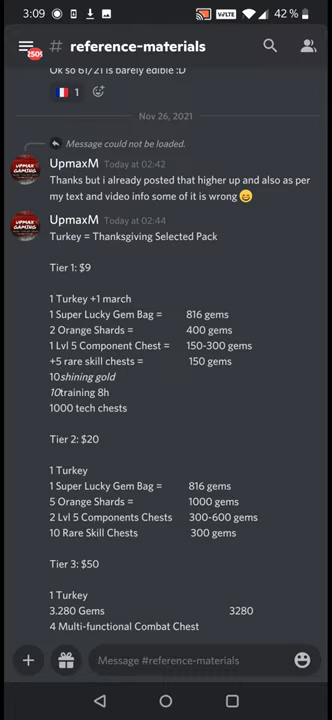 3:09
VoLTE
42 %
250
# reference-materials
Ok so 61/21 is barely edible :D
1
Nov 26, 2021
Message could not be loaded.
UpmaxM Today at 02:42
Thanks but i already posted that higher up and also as per
my text and video info some of it is wrong 😄
UpmaxM Today at 02:44
Turkey = Thanksgiving Selected Pack
Tier 1: $9
1 Turkey +1 march
1 Super Lucky Gem Bag = 816 gems
2 Orange Shards = 400 gems
1 Lvl 5 Component Chest = 150-300 gems
+5 rare skill chests = 150 gems
10shining gold
10training 8h
1000 tech chests
Tier 2: $20
1 Turkey
1 Super Lucky Gem Bag = 816 gems
5 Orange Shards = 1000 gems
2 Lvl 5 Components Chests 300-600 gems
10 Rare Skill Chests 300 gems
Tier 3: $50
1 Turkey
3.280 Gems 3280
4 Multi-functional Combat Chest
Message #reference-materials